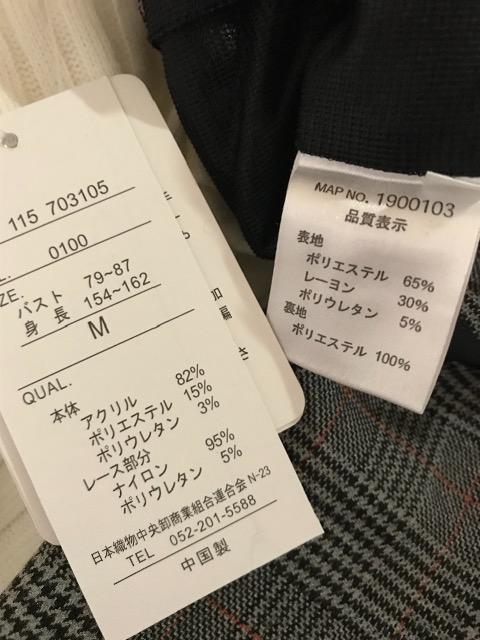 115 703105
0100
ZE.
バスト 79~87
身 長 154~162
M
QUAL.
本体
アクリル 82%
ポリエステル 15%
ポリウレタン 3%
レース部分
ナイロン 95%
ポリウレタン 5%
日本織物中央卸商業組合連合会 N-23
TEL 052-201-5588
中国製
MAP NO. 1900103
品質表示
表地
ポリエステル 65%
レーヨン 30%
ポリウレタン 5%
裏地
ポリエステル 100%